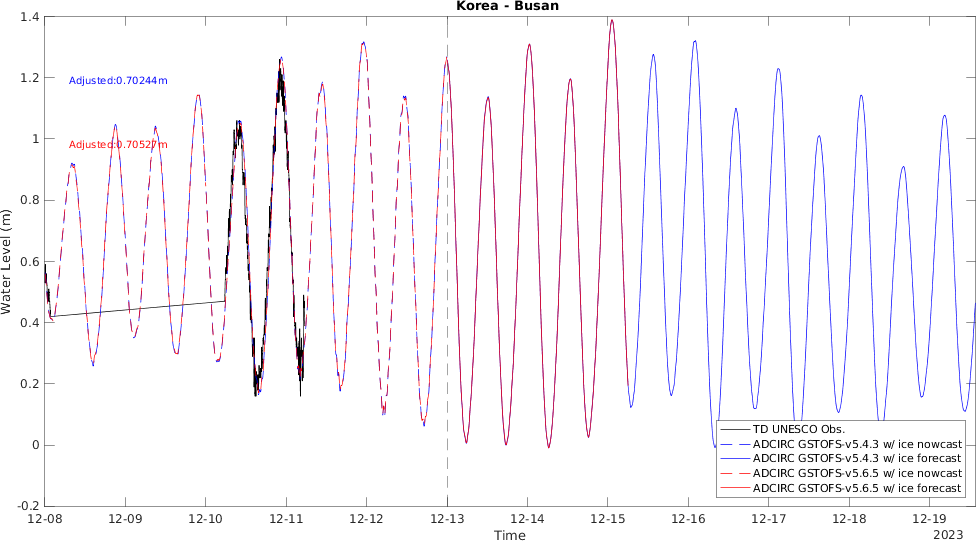 Korea - Busan
1.4
1.2
1
0.8
0.6
0.4
0.2
0
-0.2
Water Level (m)
Adjusted:0.70244m
Adjusted:0.70527m
TD UNESCO Obs.
ADCIRC GSTOFS-v5.4.3 w/ ice nowcast
ADCIRC GSTOFS-v5.4.3 w/ ice forecast
ADCIRC GSTOFS-v5.6.5 w/ ice nowcast
ADCIRC GSTOFS-v5.6.5 w/ ice forecast
12-08 12-09 12-10 12-11 12-12 12-13 12-14 12-15 12-16 12-17 12-18 12-19
Time
2023